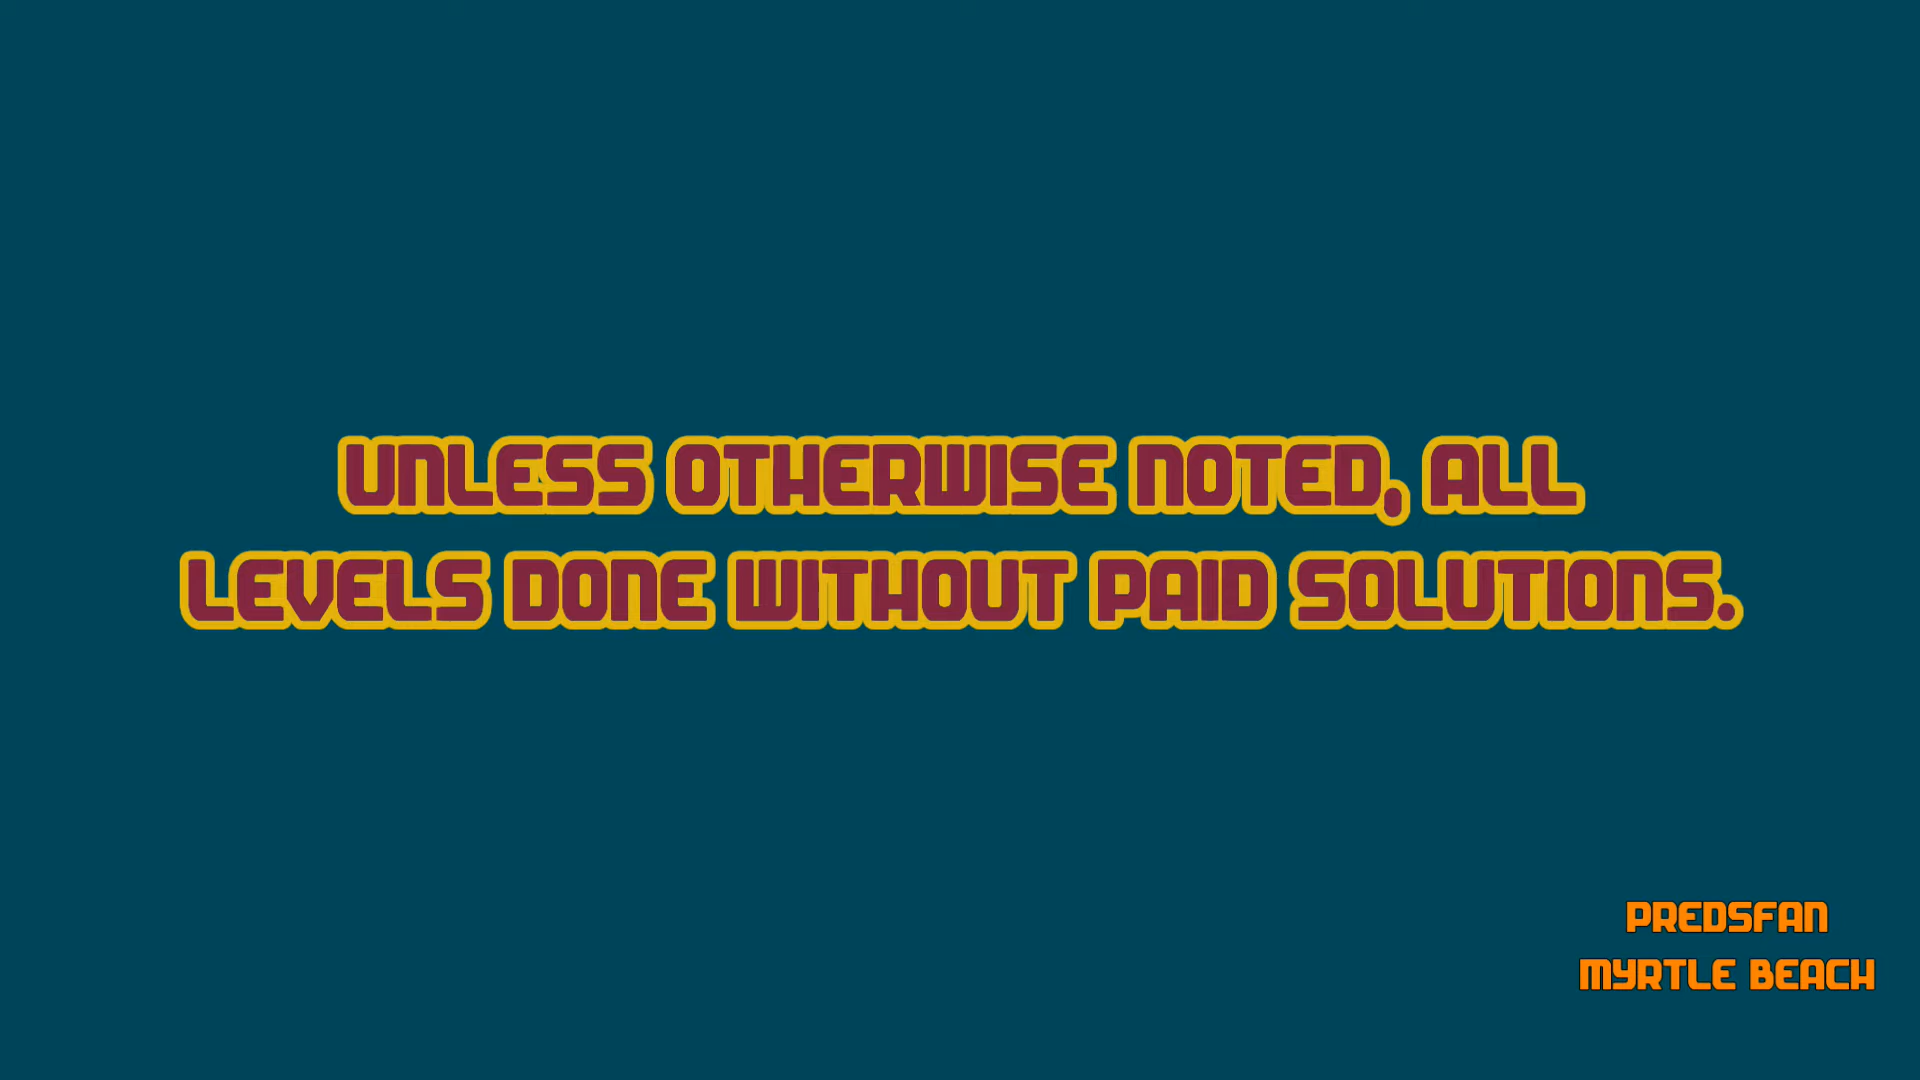 UNLESS OTHERWISE NOTED, ALL
LEVELS DONE WITHOUT PAID SOLUTIONS.
PREDSFAN
MYRTLE BEACH